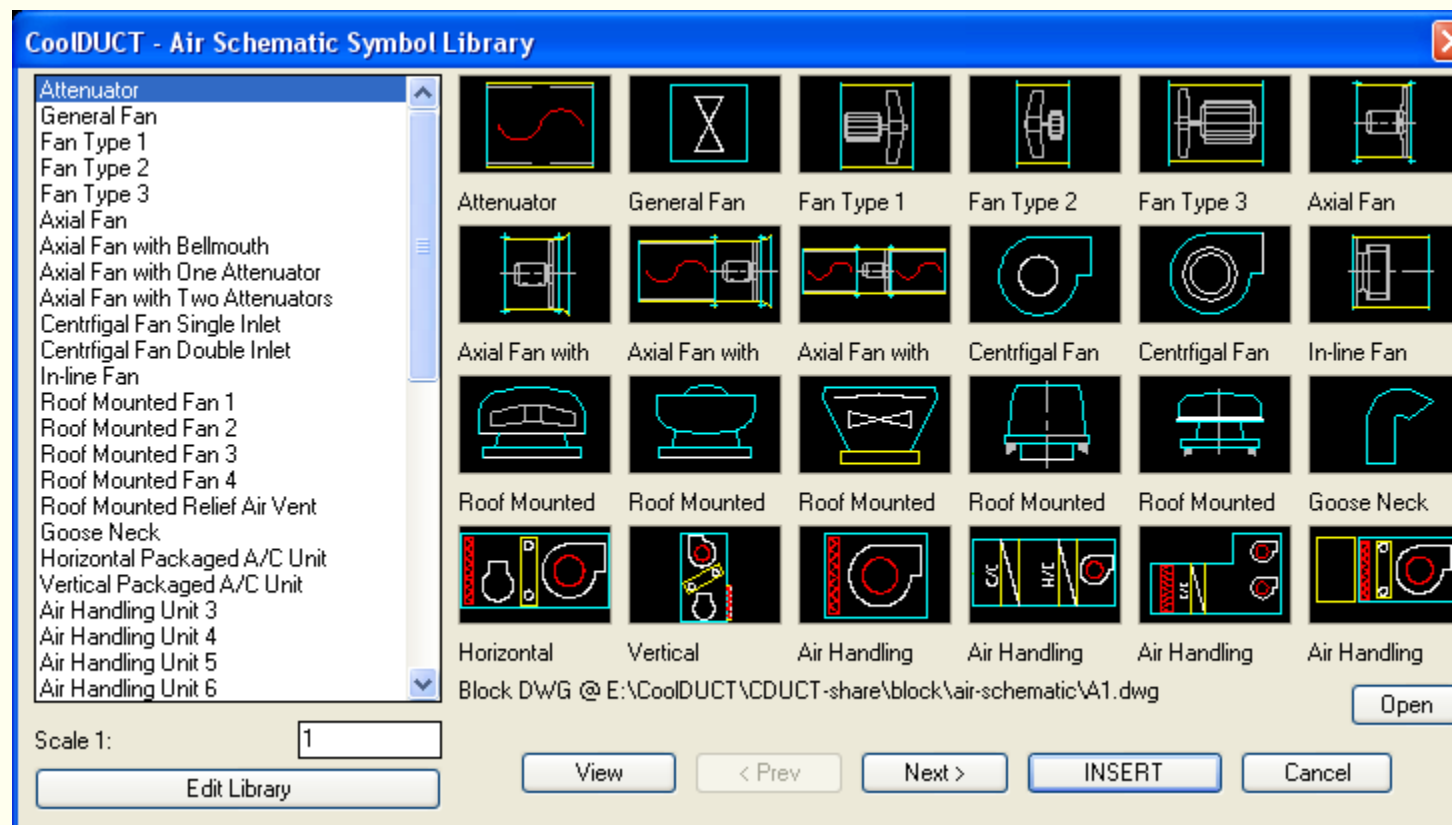 CoolDUCT - Air Schematic Symbol Library
Attenuator
General Fan
Fan Type 1
Fan Type 2
Fan Type 3
Axial Fan
Axial Fan with Bellmouth
Axial Fan with One Attenuator
Axial Fan with Two Attenuators
Centrfigal Fan Single Inlet
Centrfigal Fan Double Inlet
In-line Fan
Roof Mounted Fan 1
Roof Mounted Fan 2
Roof Mounted Fan 3
Roof Mounted Fan 4
Roof Mounted Relief Air Vent
Goose Neck
Horizontal Packaged A/C Unit
Vertical Packaged A/C Unit
Air Handling Unit 3
Air Handling Unit 4
Air Handling Unit 5
Air Handling Unit 6
Scale 1: 1
Edit Library
Attenuator General Fan Fan Type 1 Fan Type 2 Fan Type 3 Axial Fan
Axial Fan with Axial Fan with Axial Fan with Centrfigal Fan Centrfigal Fan In-line Fan
Roof Mounted Roof Mounted Roof Mounted Roof Mounted Roof Mounted Goose Neck
C/C H/C C/C
Horizontal Vertical Air Handling Air Handling Air Handling Air Handling
Block DWG @ E:\CoolDUCT\CDUCT-share\block\air-schematic\A1.dwg
Open
View < Prev Next > INSERT Cancel